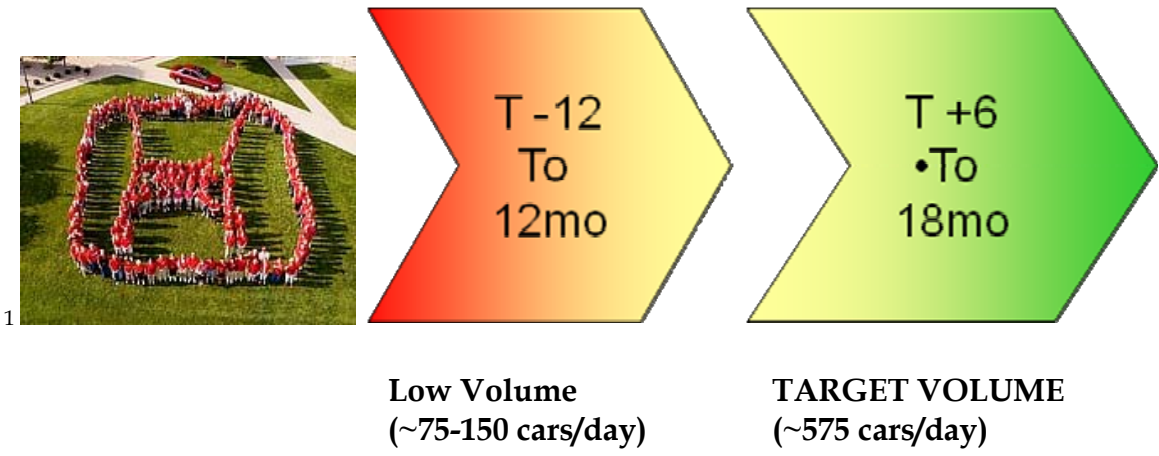 T -12
To
12mo
T +6
•To
18mo
1
Low Volume
(~75-150 cars/day)
TARGET VOLUME
(~575 cars/day)